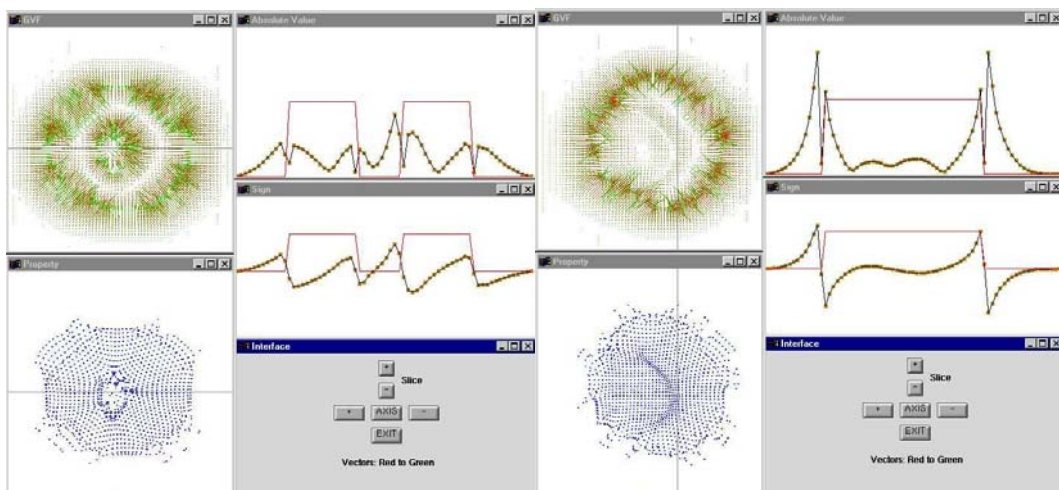 GVF
Absolute Value
Sign
Property
Interface
+
Slice
-
+ AXIS -
EXIT
Vectors: Red to Green
GVF
Absolute Value
Sign
Property
Interface
+
Slice
-
+ AXIS -
EXIT
Vectors: Red to Green